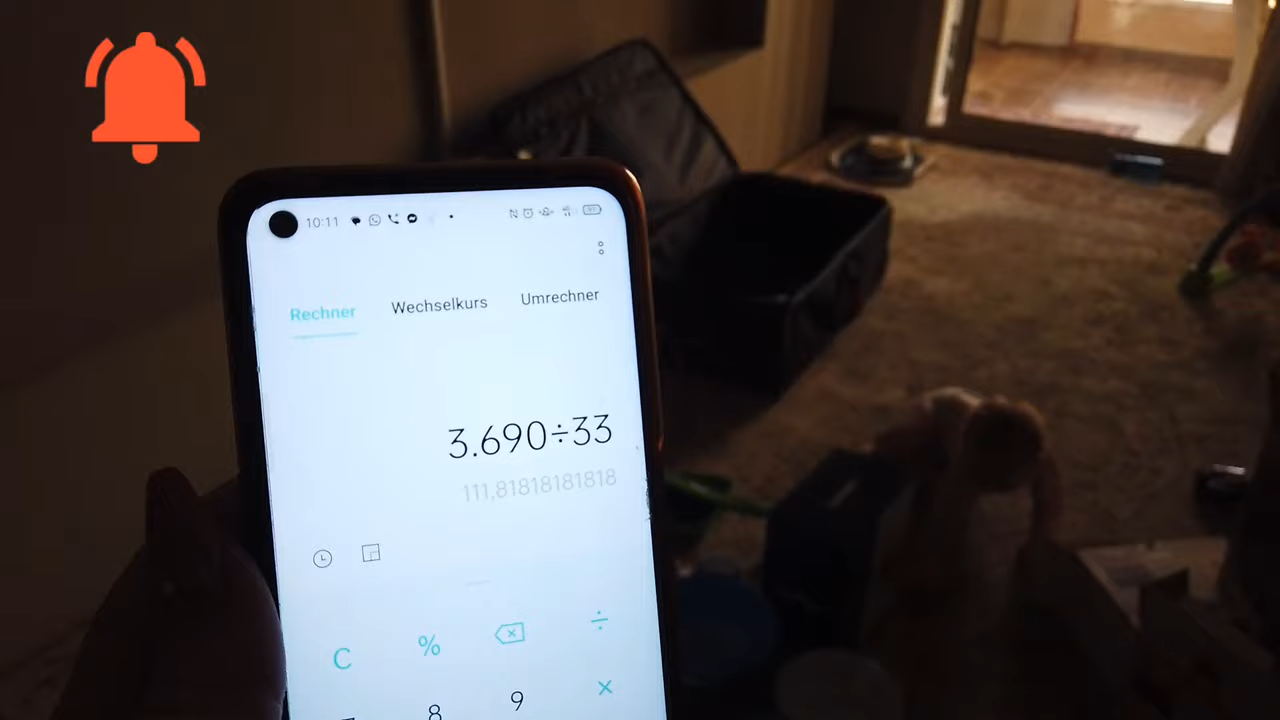 10:11
Rechner Wechselkurs Umrechner
3.690÷33
111,81818181818
C % ÷
8 9 ×